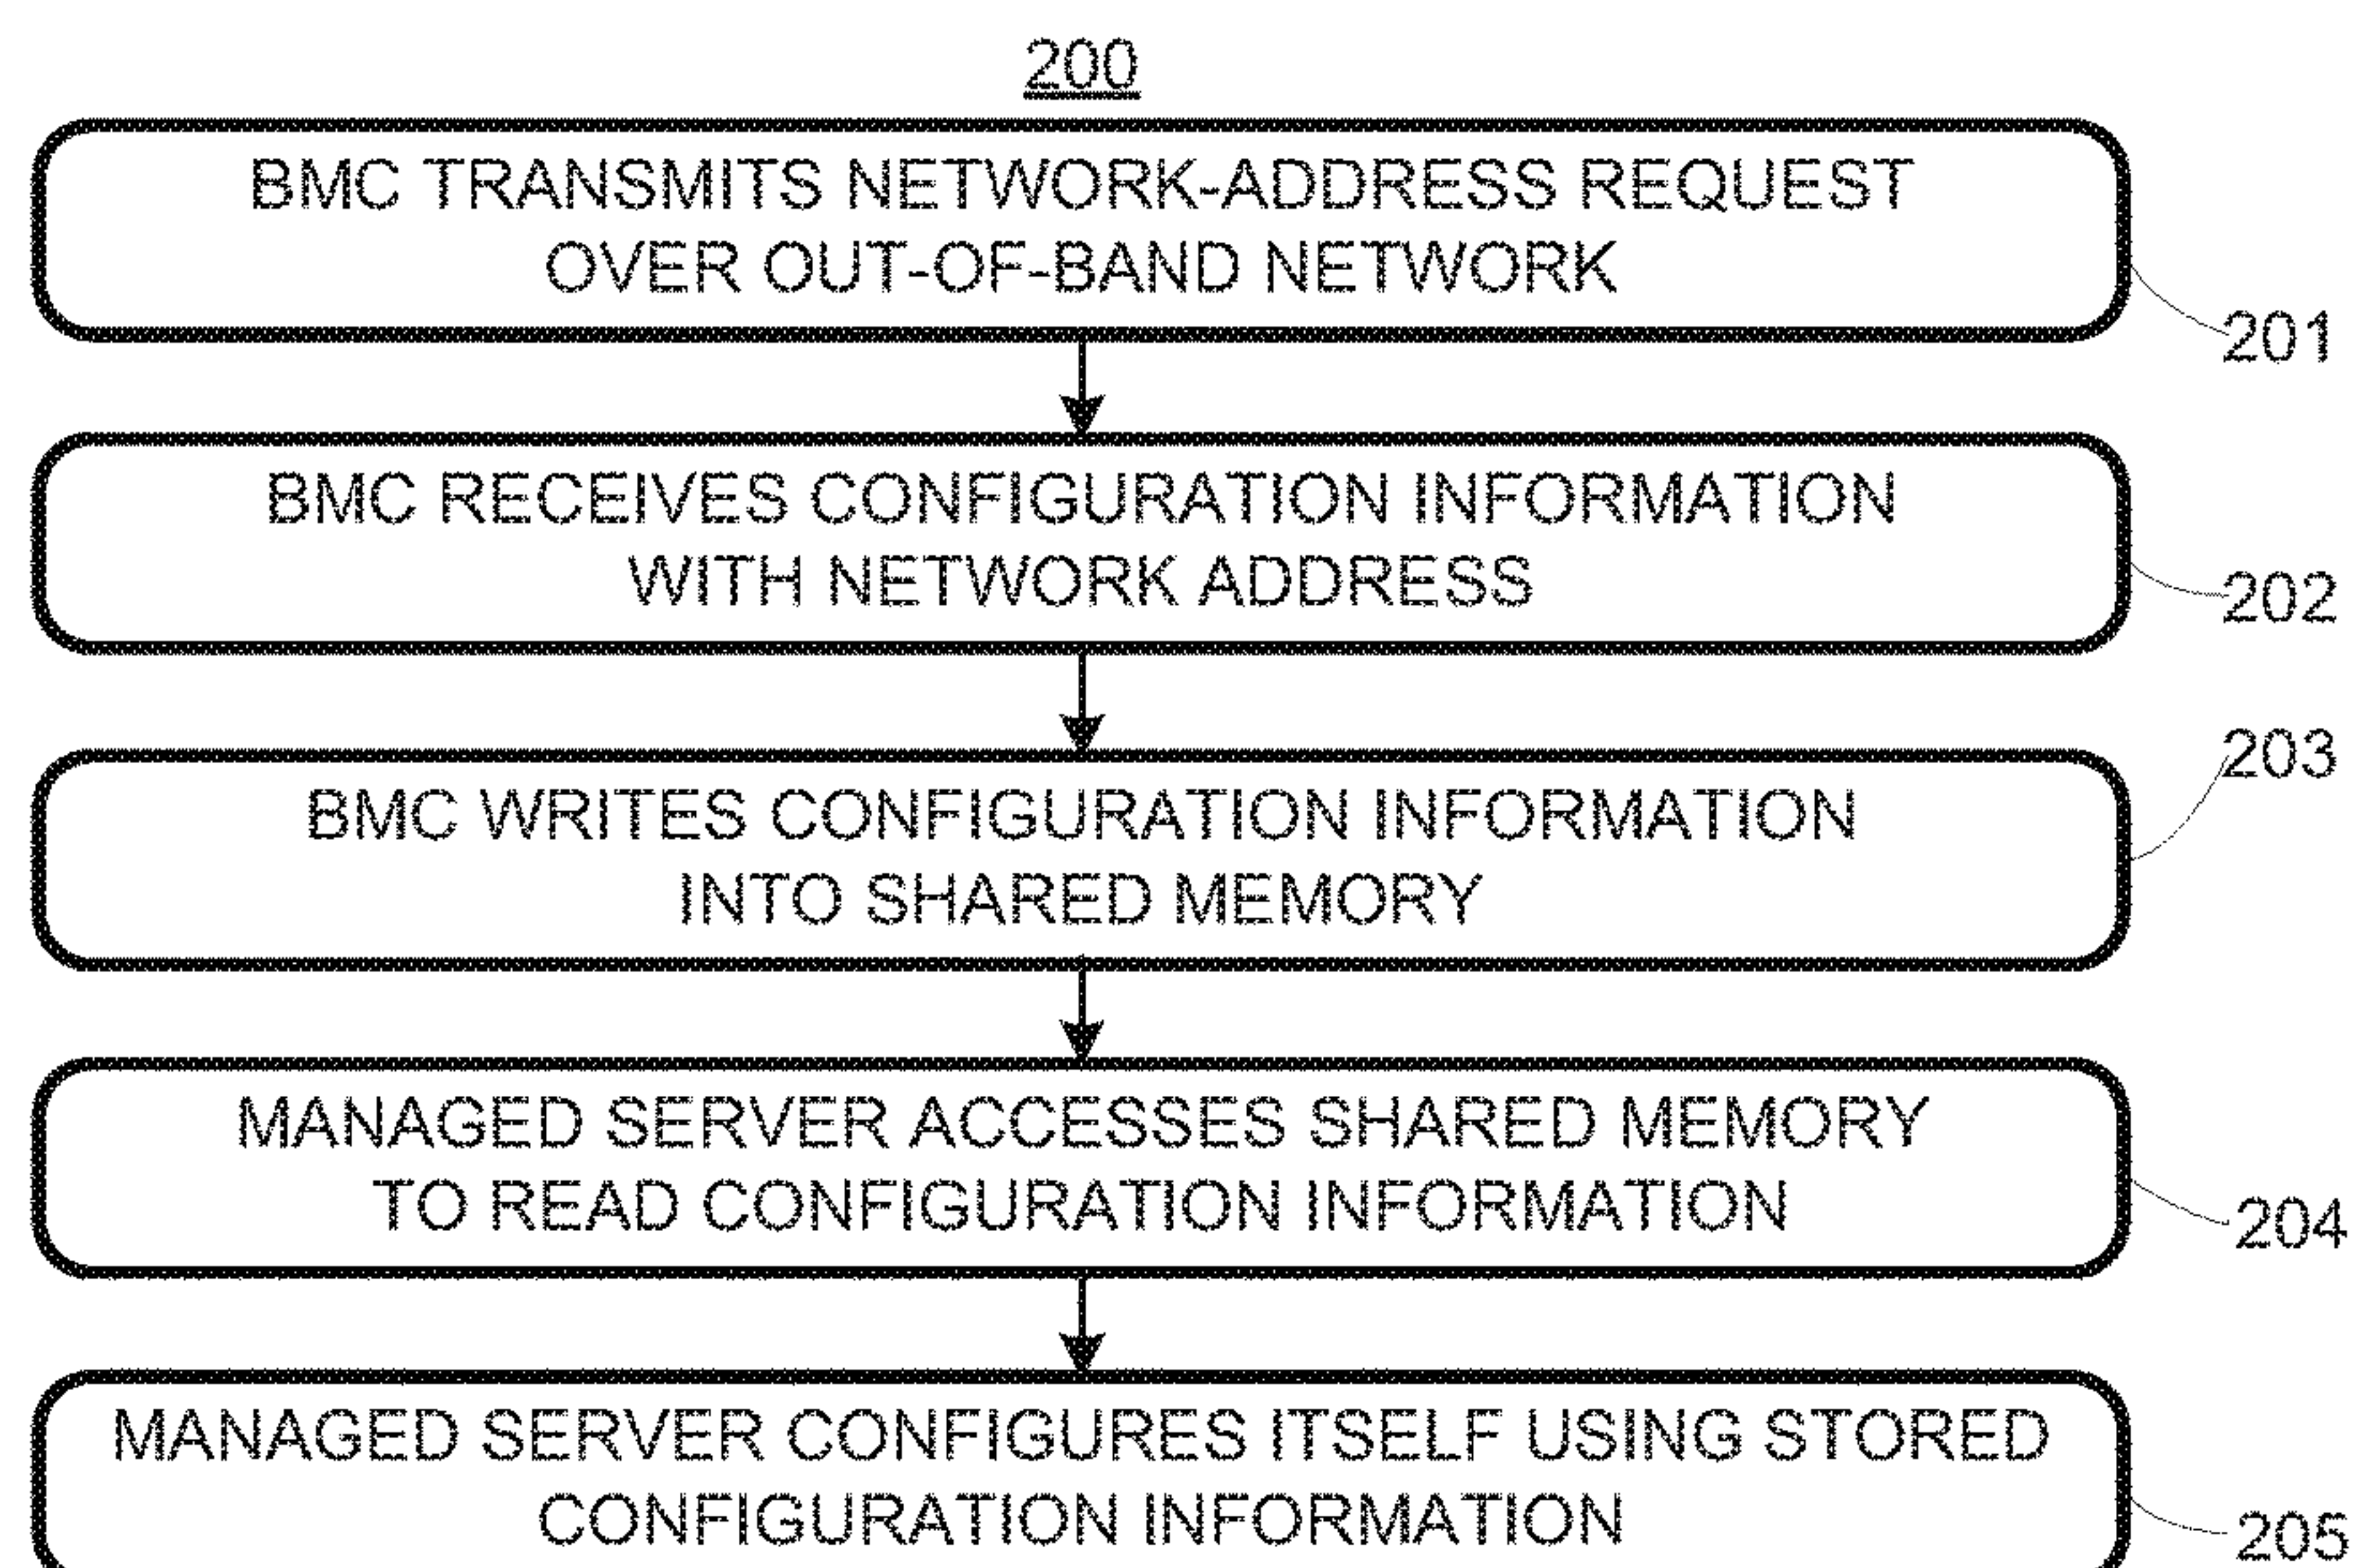 200
BMC TRANSMITS NETWORK-ADDRESS REQUEST
OVER OUT-OF-BAND NETWORK
201
BMC RECEIVES CONFIGURATION INFORMATION
WITH NETWORK ADDRESS
202
203
BMC WRITES CONFIGURATION INFORMATION
INTO SHARED MEMORY
MANAGED SERVER ACCESSES SHARED MEMORY
TO READ CONFIGURATION INFORMATION
204
MANAGED SERVER CONFIGURES ITSELF USING STORED
CONFIGURATION INFORMATION
205